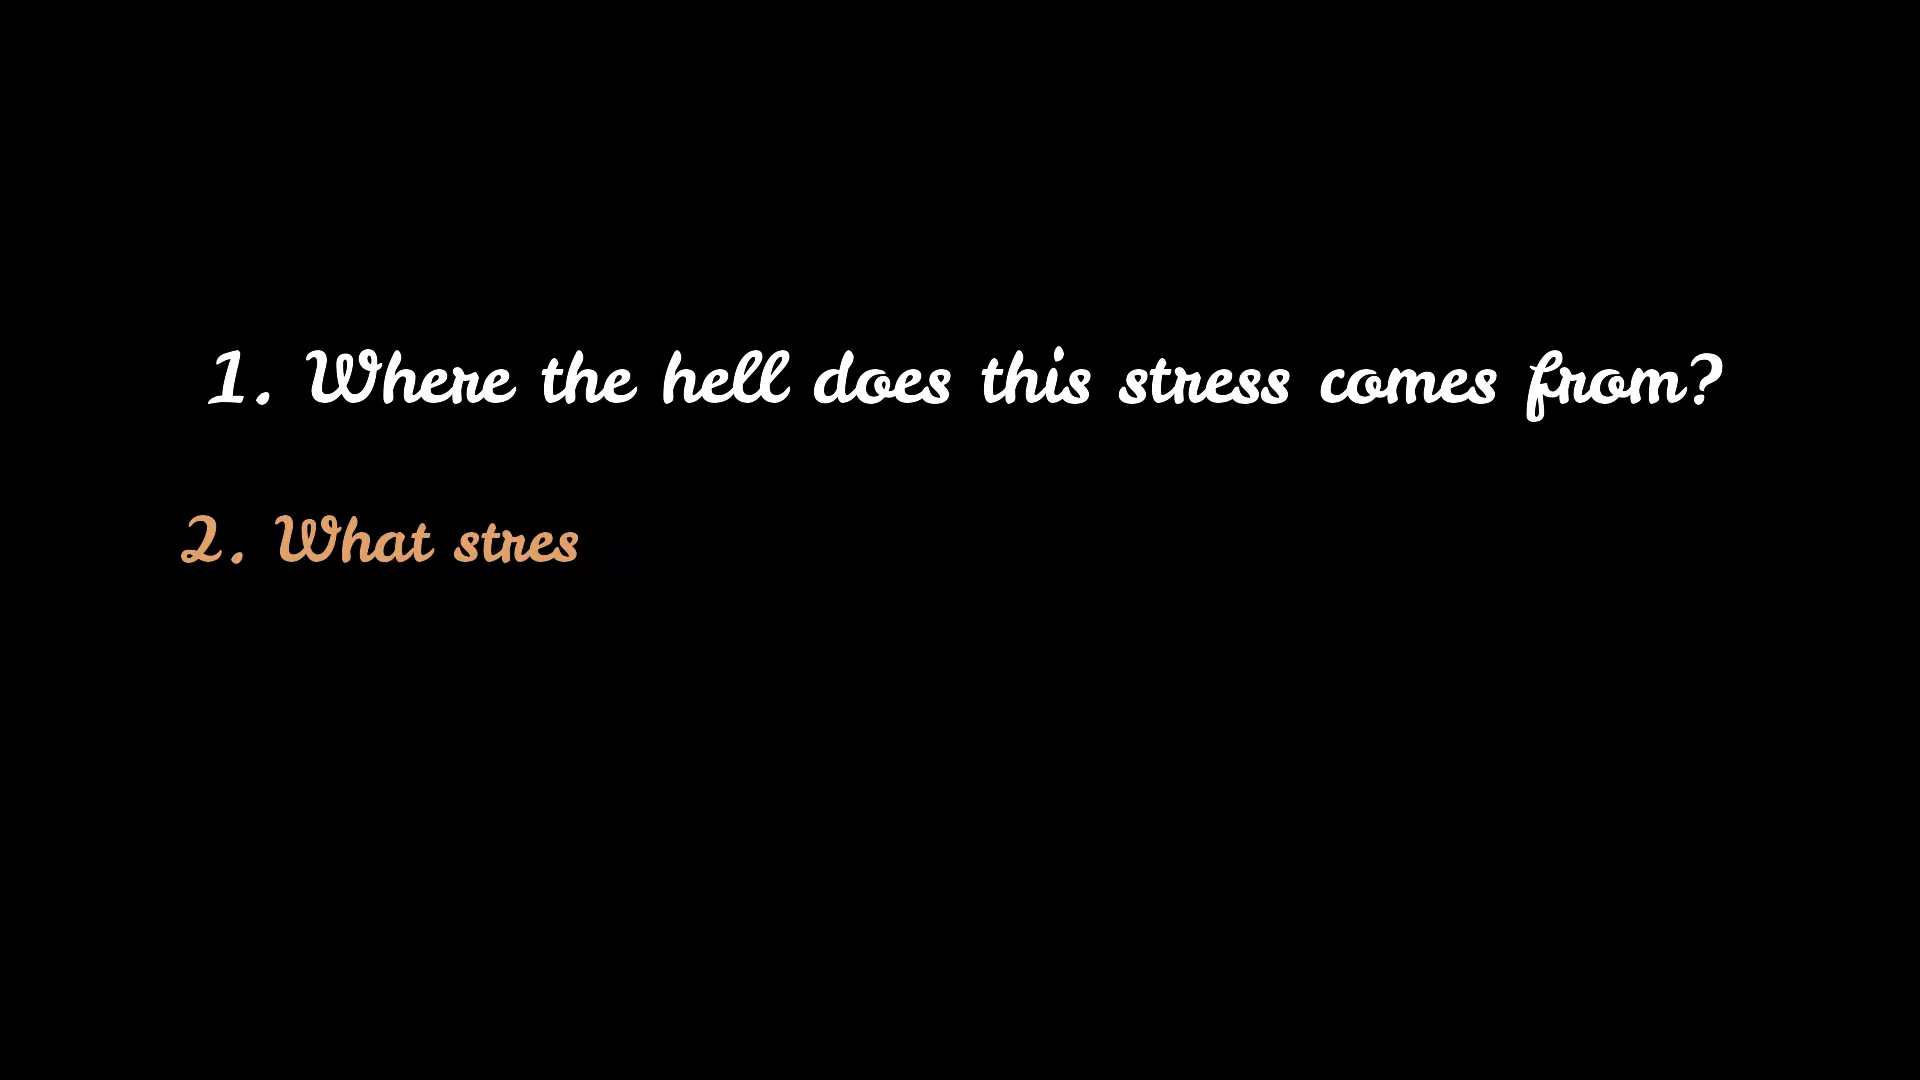 1. Where the hell does this stress comes from?
2. What stres